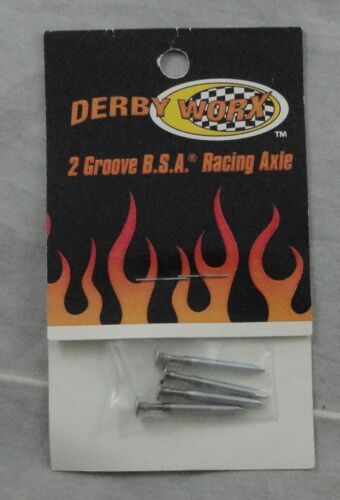 DERBY WORX
TM
2 Groove B.S.A.® Racing Axle